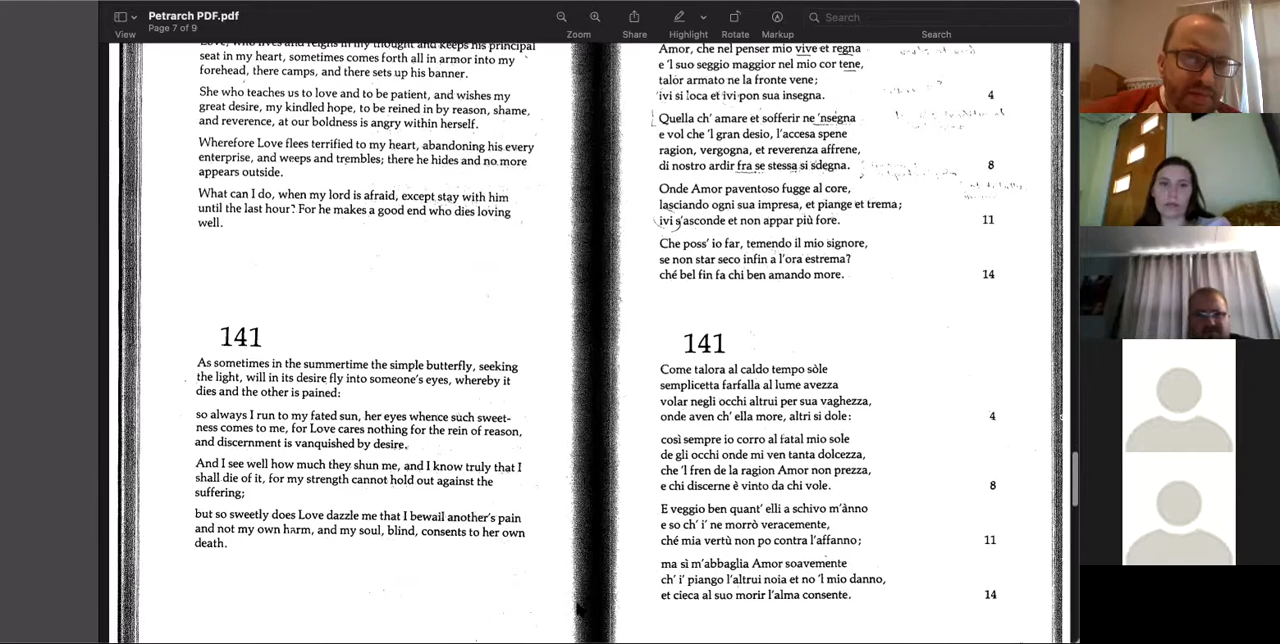 Petrarch PDF.pdf
Page 7 of 9
View
Zoom
Share
Highlight
Rotate
Markup
Search
Search
Love, who lives and reigns in my thought and keeps his principal
seat in my heart, sometimes comes forth all in armor into my
forehead, there camps, and there sets up his banner.
She who teaches us to love and to be patient, and wishes my
great desire, my kindled hope, to be reined in by reason, shame,
and reverence, at our boldness is angry within herself.
Wherefore Love flees terrified to my heart, abandoning his every
enterprise, and weeps and trembles; there he hides and no more
appears outside.
What can I do, when my lord is afraid, except stay with him
until the last hour? For he makes a good end who dies loving
well.
141
As sometimes in the summertime the simple butterfly, seeking
the light, will in its desire fly into someone's eyes, whereby it
dies and the other is pained:
so always I run to my fated sun, her eyes whence such sweet-
ness comes to me, for Love cares nothing for the rein of reason,
and discernment is vanquished by desire.
And I see well how much they shun me, and I know truly that I
shall die of it, for my strength cannot hold out against the
suffering;
but so sweetly does Love dazzle me that I bewail another's pain
and not my own harm, and my soul, blind, consents to her own
death.
Amor, che nel penser mio vive et regna
e 'l suo seggio maggior nel mio cor tene,
talor armato ne la fronte vene;
ivi si loca et ivi pon sua insegna. 4
Quella ch' amare et sofferir ne 'nsegna
e vol che 'l gran desio, l'accesa spene
ragion, vergogna, et reverenza affrene,
di nostro ardir fra se stessa si sdegna. 8
Onde Amor paventoso fugge al core,
lasciando ogni sua impresa, et piange et trema;
ivi s'asconde et non appar più fore. 11
Che poss' io far, temendo il mio signore,
se non star seco infin a l'ora estrema?
ché bel fin fa chi ben amando more. 14
141
Come talora al caldo tempo sòle
semplicetta farfalla al lume avezza
volar negli occhi altrui per sua vaghezza,
onde aven ch' ella more, altri si dole: 4
così sempre io corro al fatal mio sole
de gli occhi onde mi ven tanta dolcezza,
che 'l fren de la ragion Amor non prezza,
e chi discerne è vinto da chi vole. 8
E veggio ben quant' elli a schivo m'ànno
e so ch' i' ne morrò veracemente,
ché mia vertù non po contra l'affanno; 11
ma sì m'abbaglia Amor soavemente
ch' i' piango l'altrui noia et no 'l mio danno,
et cieca al suo morir l'alma consente. 14